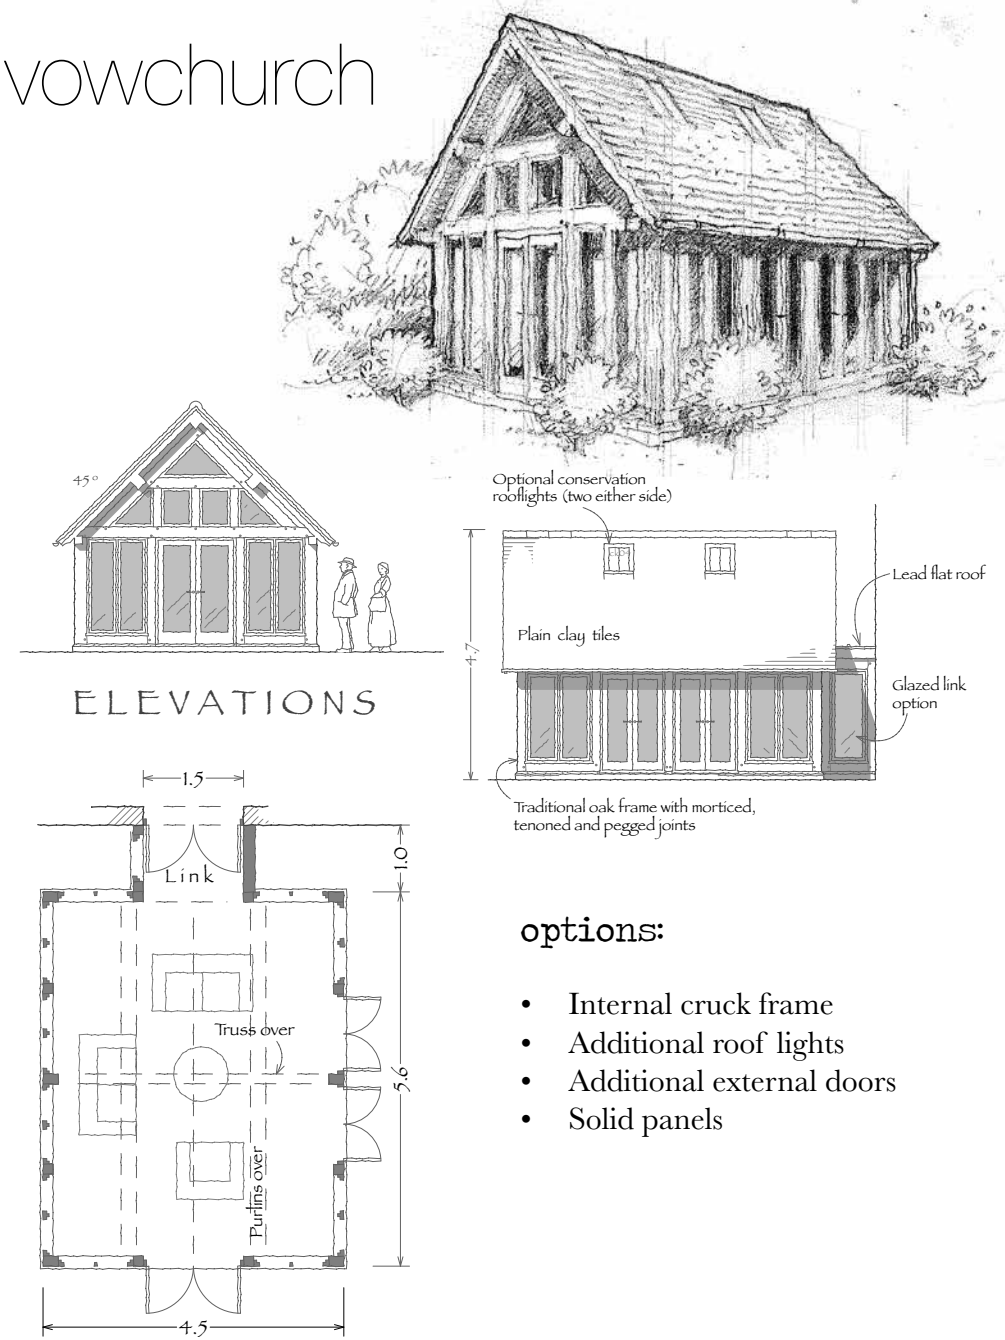 vowchurch
45°
Optional conservation
rooflights (two either side)
Lead flat roof
Plain clay tiles
4.7
Glazed link
option
ELEVATIONS
Traditional oak frame with morticed,
tenoned and pegged joints
1.5
1.0
Link
options:
• Internal cruck frame
• Additional roof lights
• Additional external doors
• Solid panels
Truss over
5.6
Purlins over
4.5